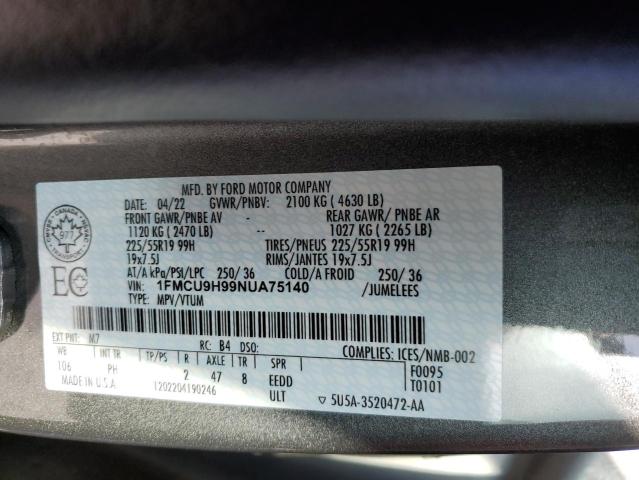 MFD. BY FORD MOTOR COMPANY
DATE: 04/22 GVWR/PNBV: 2100 KG ( 4630 LB)
FRONT GAWR/PNBE AV - REAR GAWR/ PNBE AR
1120 KG ( 2470 LB) 1027 KG ( 2265 LB)
225/55R19 99H TIRES/PNEUS 225/55R19 99H
19x7.5J RIMS/JANTES 19x7.5J
AT/A kPa/PSI/LPC 250/ 36 COLD/A FROID 250/ 36
VIN: 1FMCU9H99NUA75140 /JUMELEES
TYPE: MPV/VTUM
CANADA
977
EC
EXT PNT: M7 RC: B4 DSO: COMPLIES: ICES/NMB-002
WB INT TR TP/PS R AXLE TR SPR F0095
106 PH 2 47 8 EEDD T0101
MADE IN U.S.A. 1202204190246 ULT 5U5A-3520472-AA